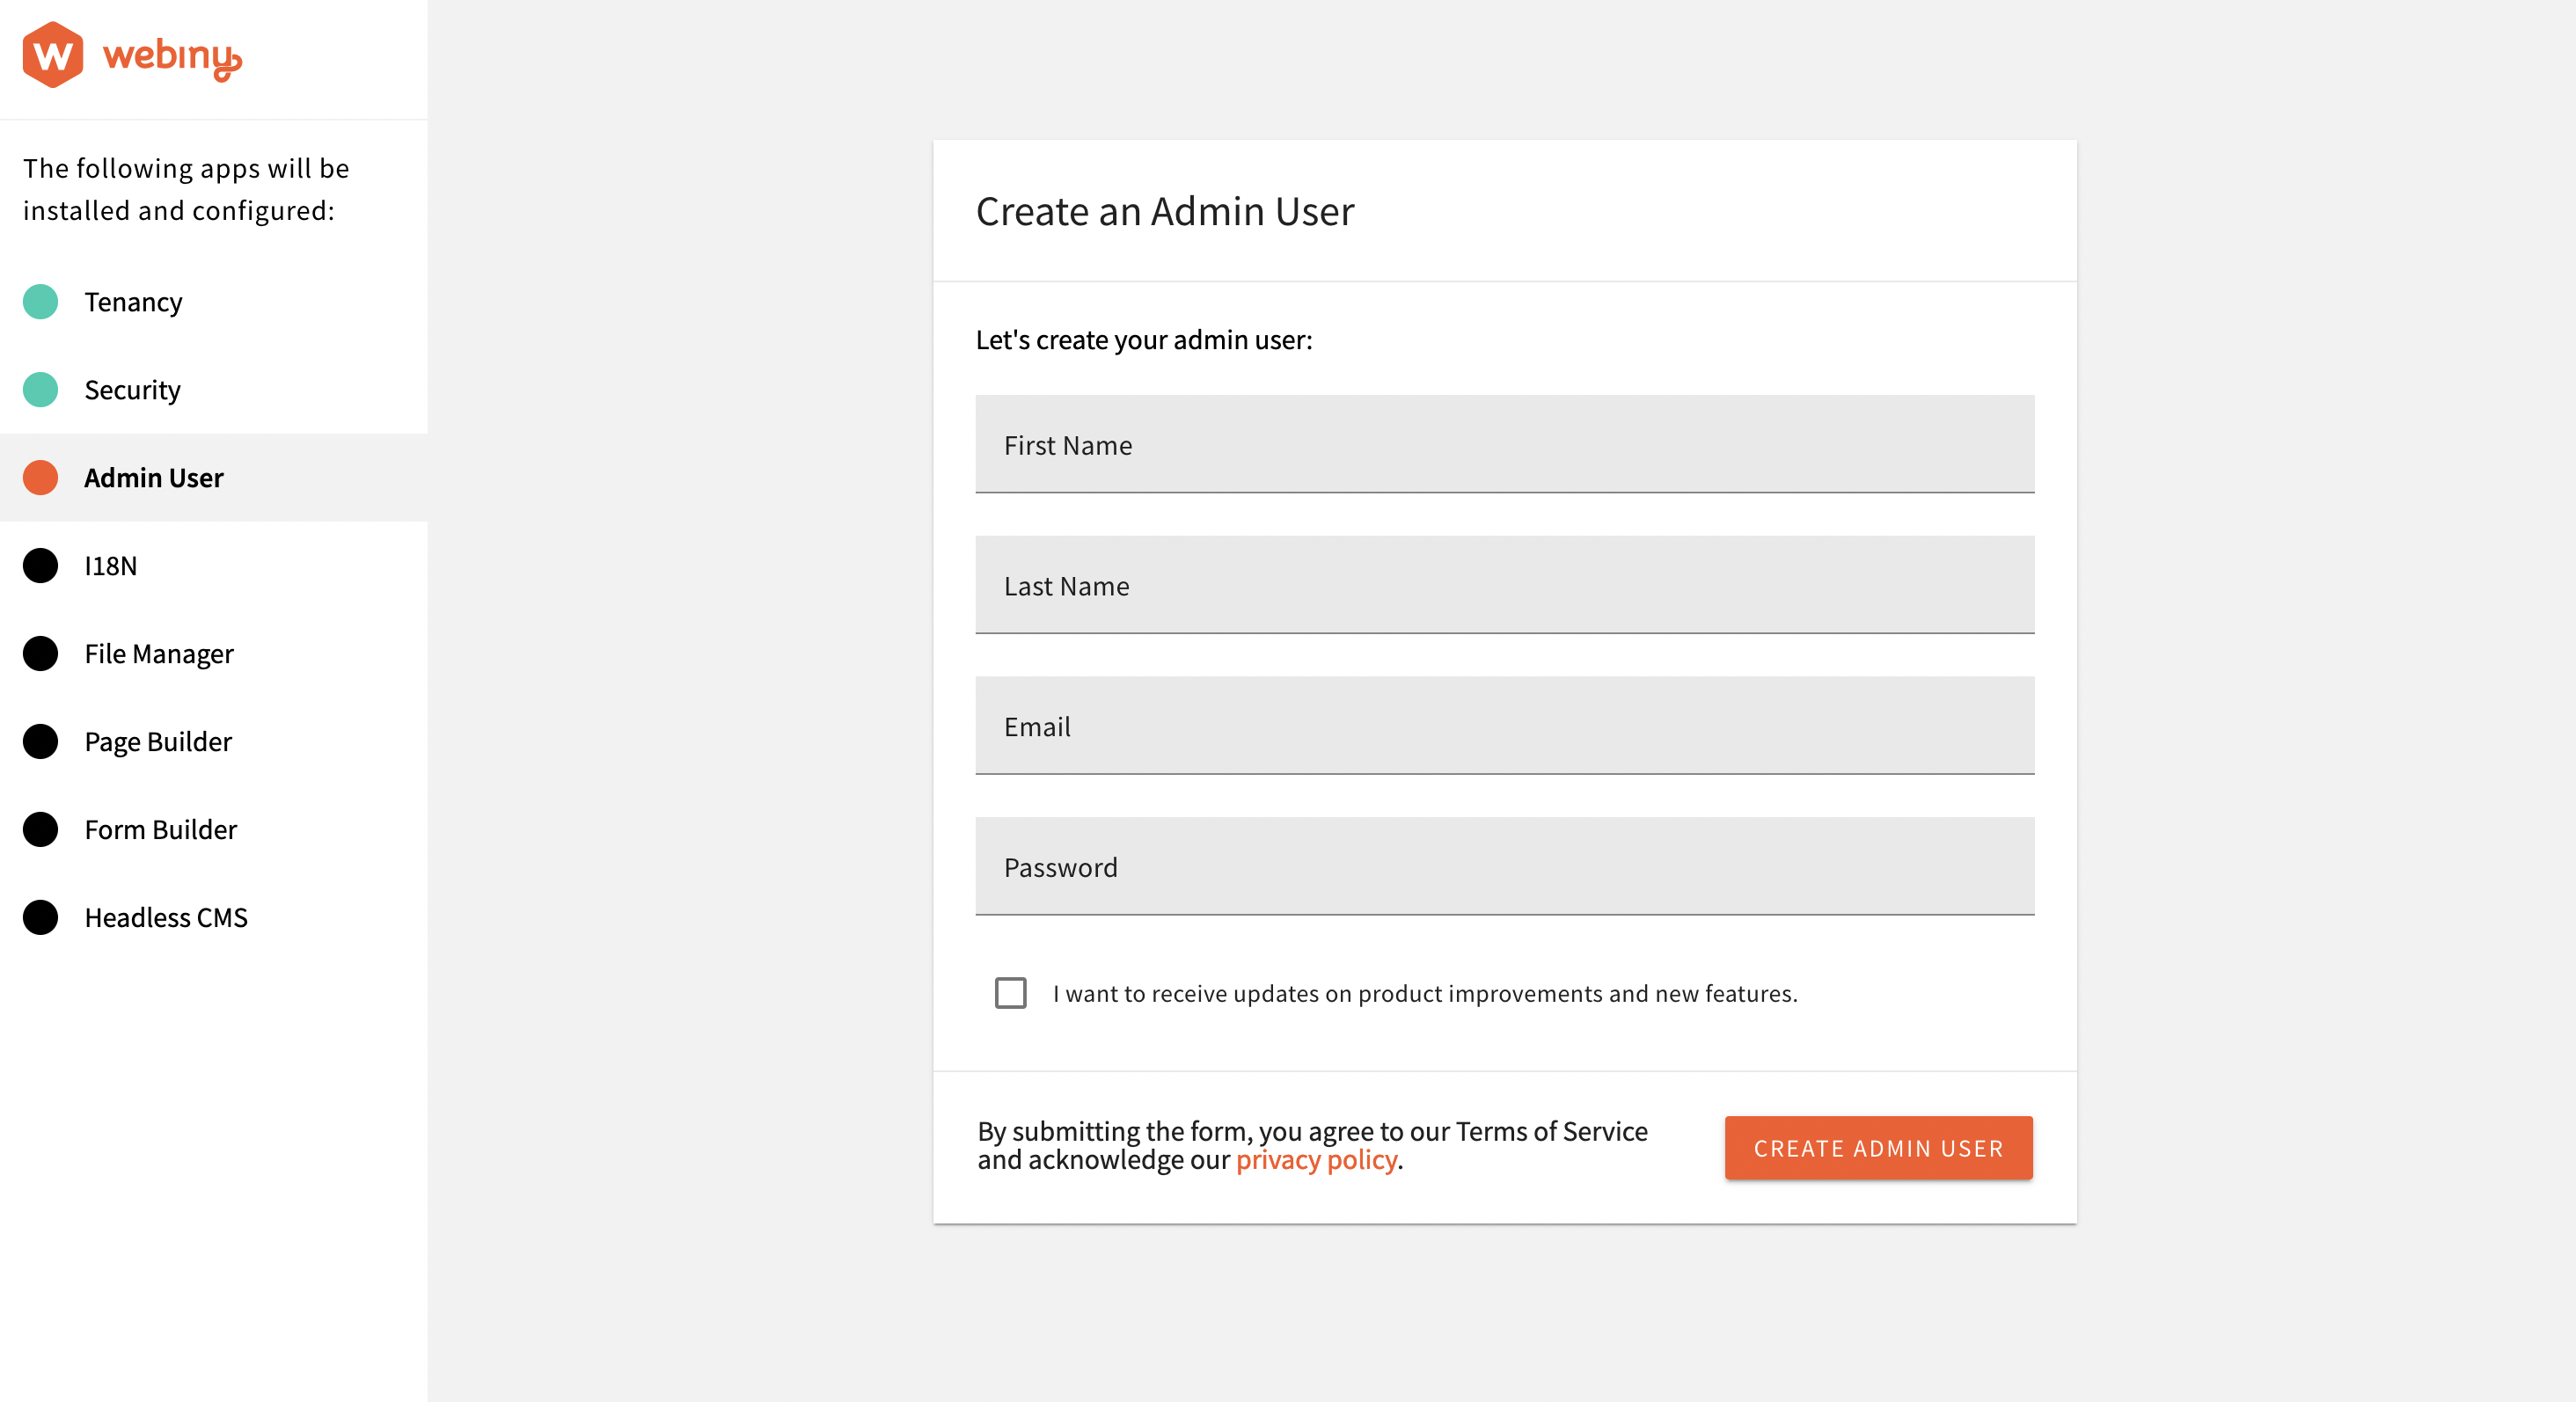 W webiny
The following apps will be
installed and configured:
Tenancy
Security
Admin User
I18N
File Manager
Page Builder
Form Builder
Headless CMS
Create an Admin User
Let's create your admin user:
First Name
Last Name
Email
Password
I want to receive updates on product improvements and new features.
By submitting the form, you agree to our Terms of Service
and acknowledge our privacy policy.
CREATE ADMIN USER